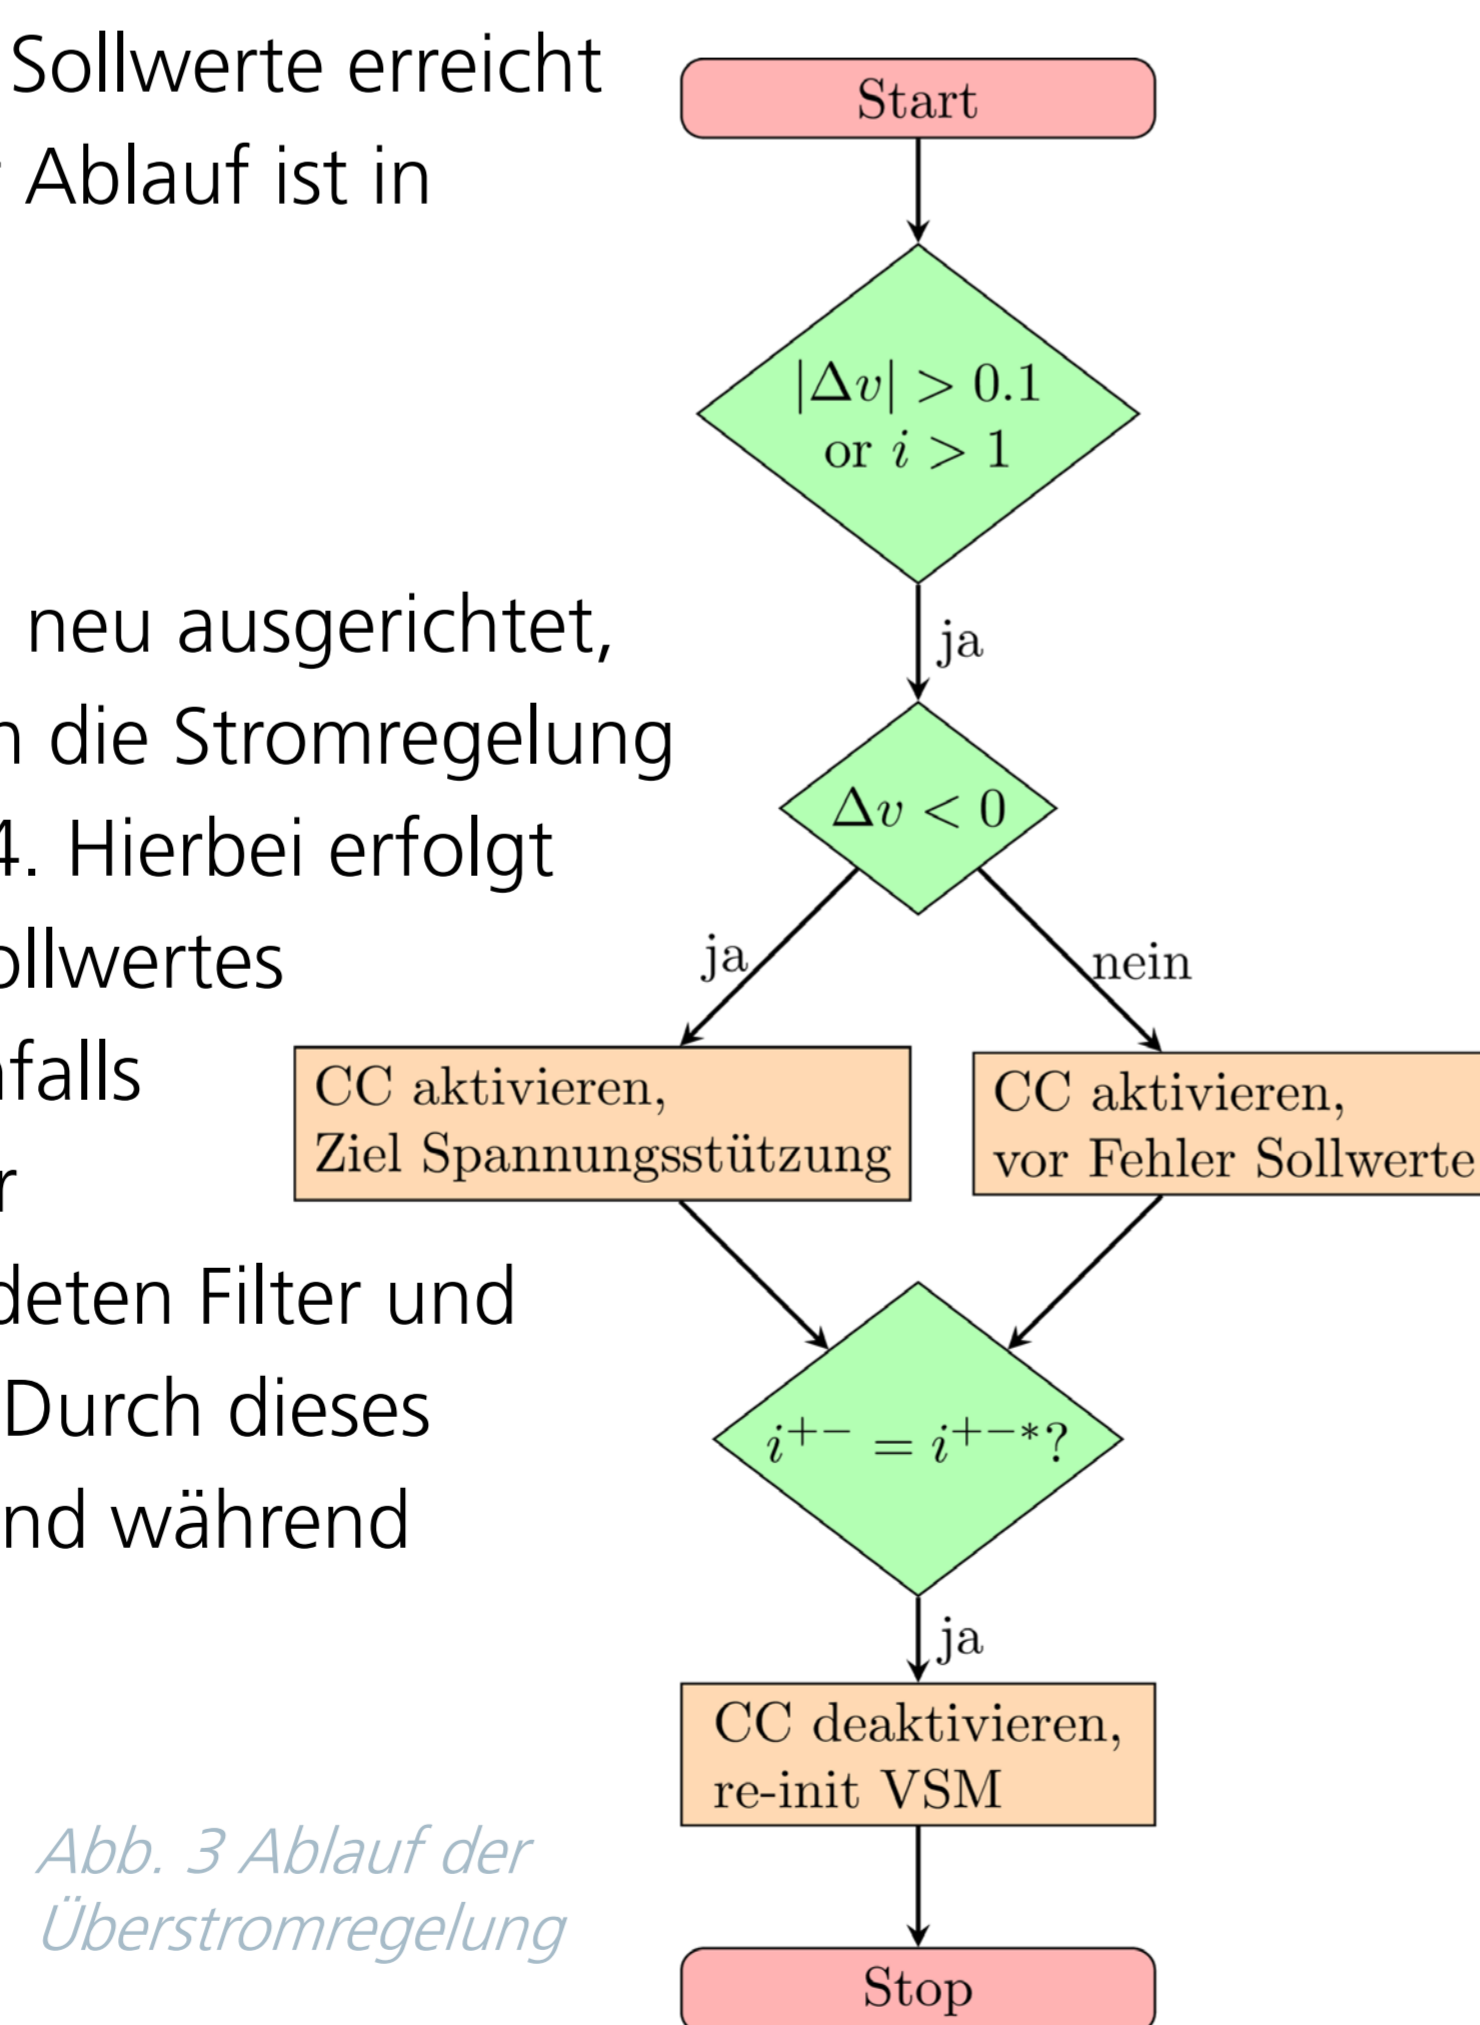 Sollwerte erreicht
Ablauf ist in
neu ausgerichtet,
die Stromregelung
4. Hierbei erfolgt
ollwertes
falls
r
deten Filter und
Durch dieses
nd während
Abb. 3 Ablauf der
Überstromregelung
Start
|Δv| > 0.1
or i > 1
ja
Δv < 0
ja
nein
CC aktivieren,
Ziel Spannungsstützung
CC aktivieren,
vor Fehler Sollwerte
i⁺⁻ = i⁺⁻*?
ja
CC deaktivieren,
re-init VSM
Stop